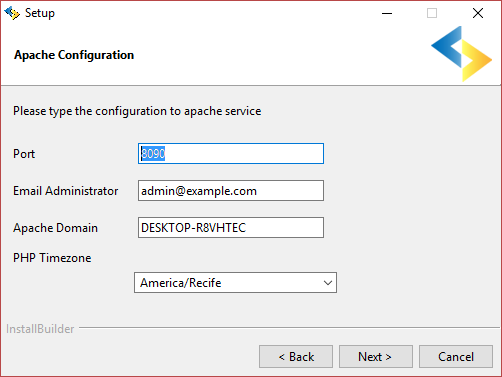 Setup
Apache Configuration
Please type the configuration to apache service
Port 8090
Email Administrator admin@example.com
Apache Domain DESKTOP-R8VHTEC
PHP Timezone
America/Recife
InstallBuilder
< Back Next > Cancel